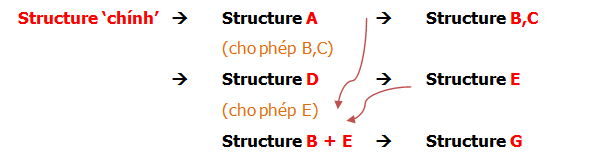 Structure ‘chính’ → Structure A → Structure B,C
(cho phép B,C)
→ Structure D → Structure E
(cho phép E)
Structure B + E → Structure G